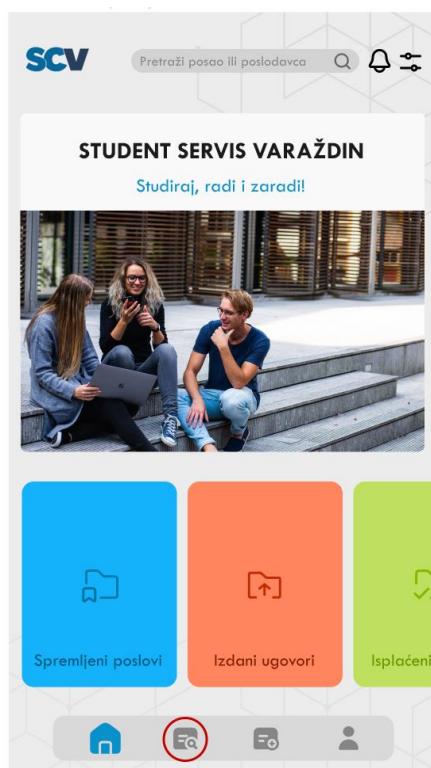 SCV
Pretraži posao ili poslodavca
STUDENT SERVIS VARAŽDIN
Studiraj, radi i zaradi!
Spremljeni poslovi
Izdani ugovori
Isplaćeni